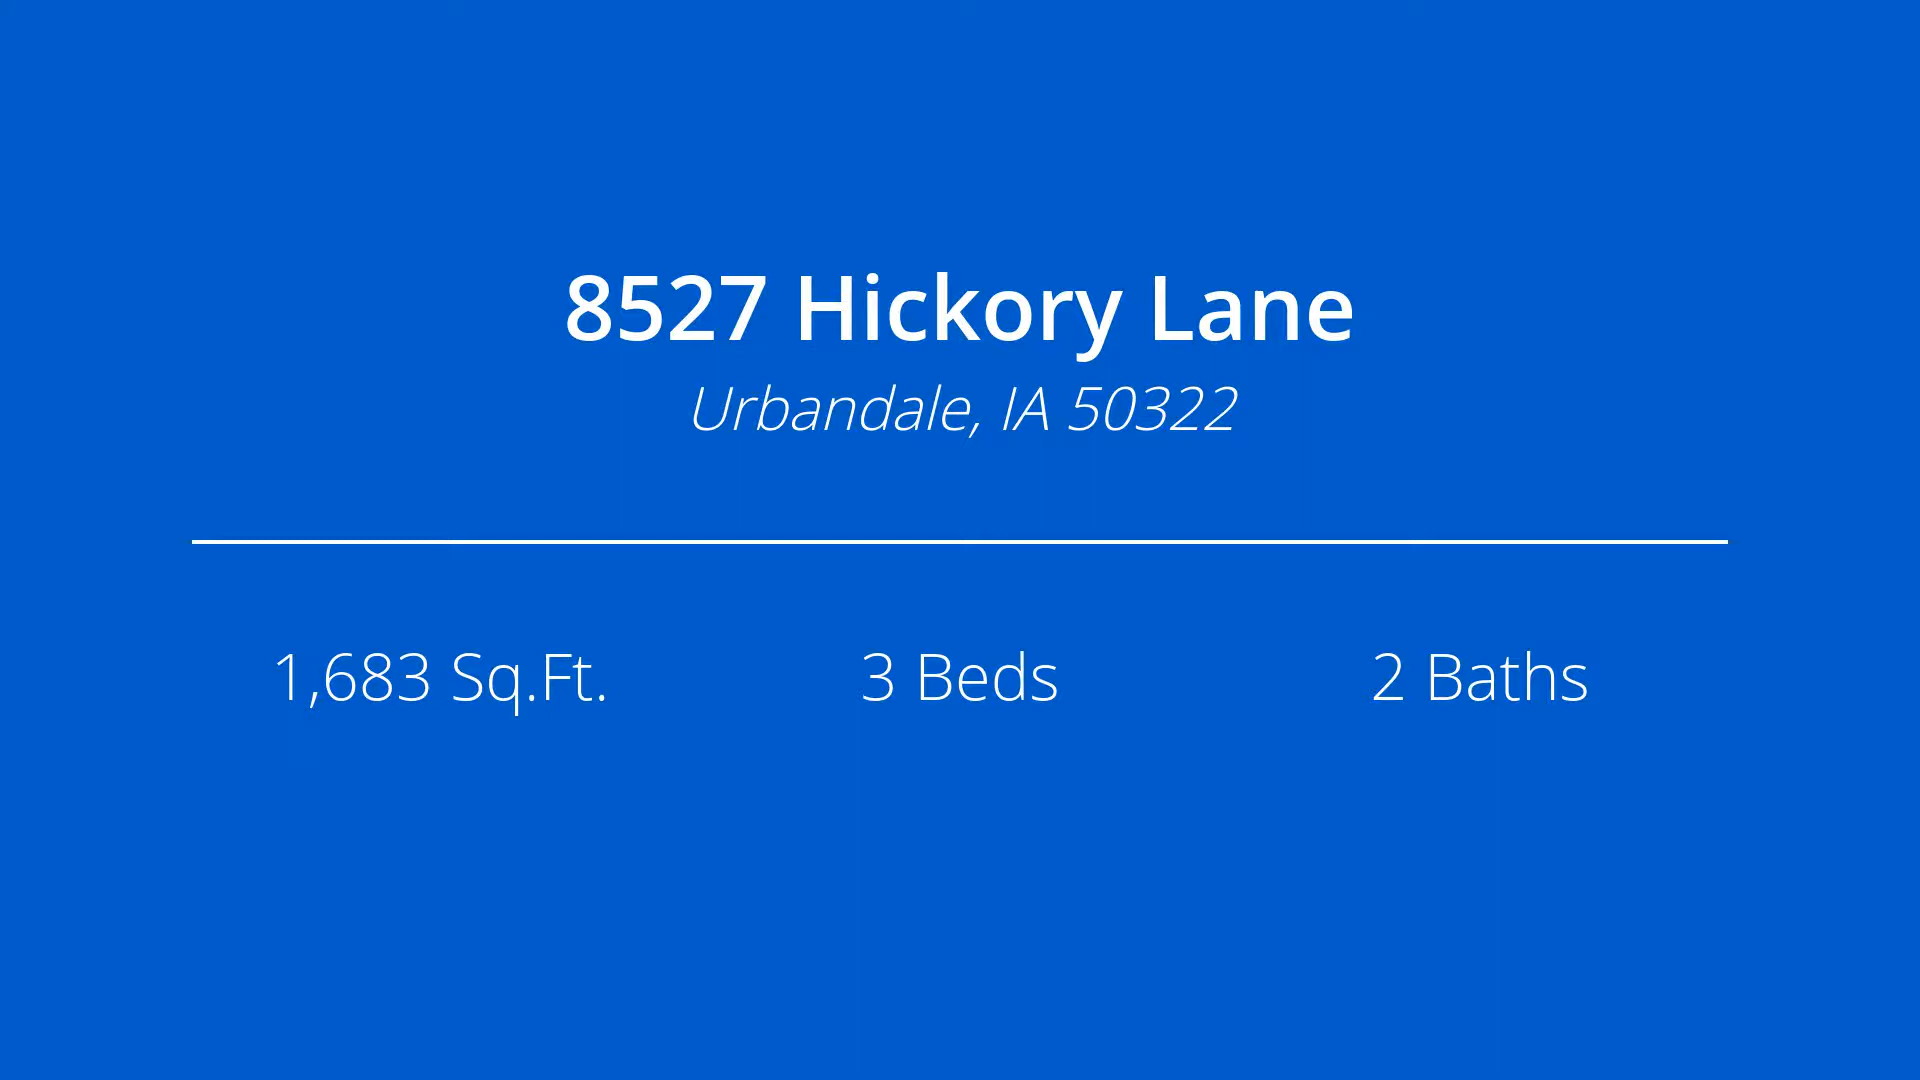 8527 Hickory Lane
Urbandale, IA 50322
1,683 Sq.Ft. 3 Beds 2 Baths